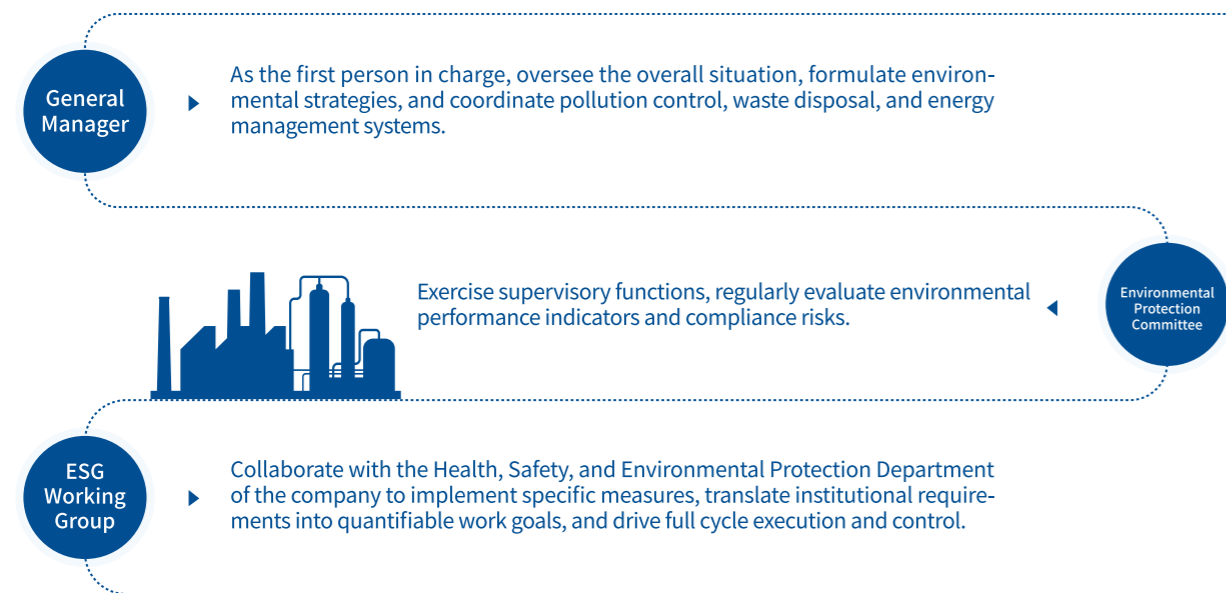 General
Manager
As the first person in charge, oversee the overall situation, formulate environ-
mental strategies, and coordinate pollution control, waste disposal, and energy
management systems.
Exercise supervisory functions, regularly evaluate environmental
performance indicators and compliance risks.
Environmental
Protection
Committee
ESG
Working
Group
Collaborate with the Health, Safety, and Environmental Protection Department
of the company to implement specific measures, translate institutional require-
ments into quantifiable work goals, and drive full cycle execution and control.